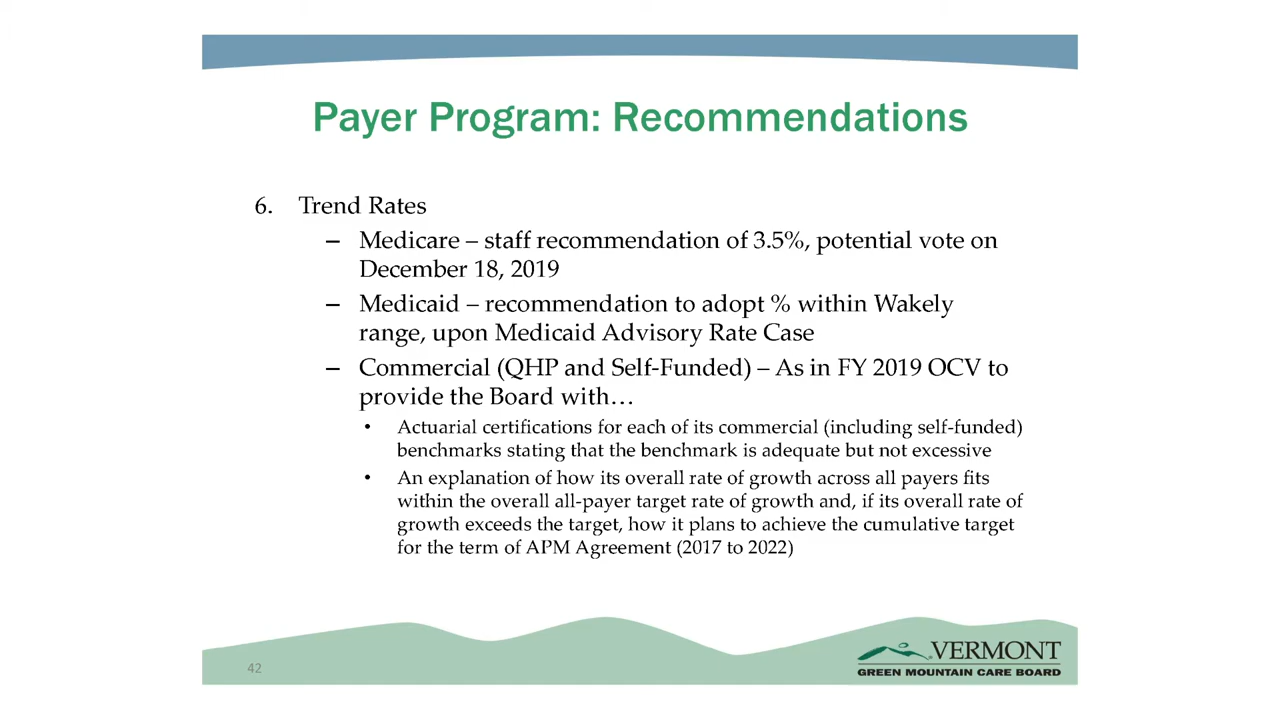 Payer Program: Recommendations
6. Trend Rates
– Medicare – staff recommendation of 3.5%, potential vote on
December 18, 2019
– Medicaid – recommendation to adopt % within Wakely
range, upon Medicaid Advisory Rate Case
– Commercial (QHP and Self-Funded) – As in FY 2019 OCV to
provide the Board with…
• Actuarial certifications for each of its commercial (including self-funded)
benchmarks stating that the benchmark is adequate but not excessive
• An explanation of how its overall rate of growth across all payers fits
within the overall all-payer target rate of growth and, if its overall rate of
growth exceeds the target, how it plans to achieve the cumulative target
for the term of APM Agreement (2017 to 2022)
42
VERMONT
GREEN MOUNTAIN CARE BOARD